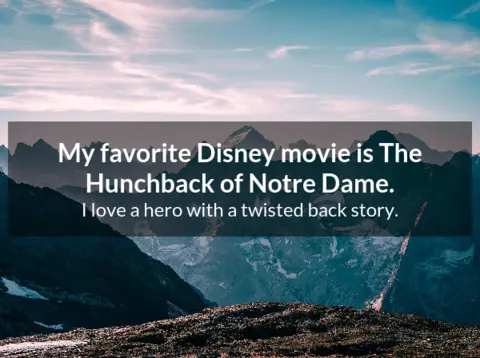 My favorite Disney movie is The
Hunchback of Notre Dame.
I love a hero with a twisted back story.